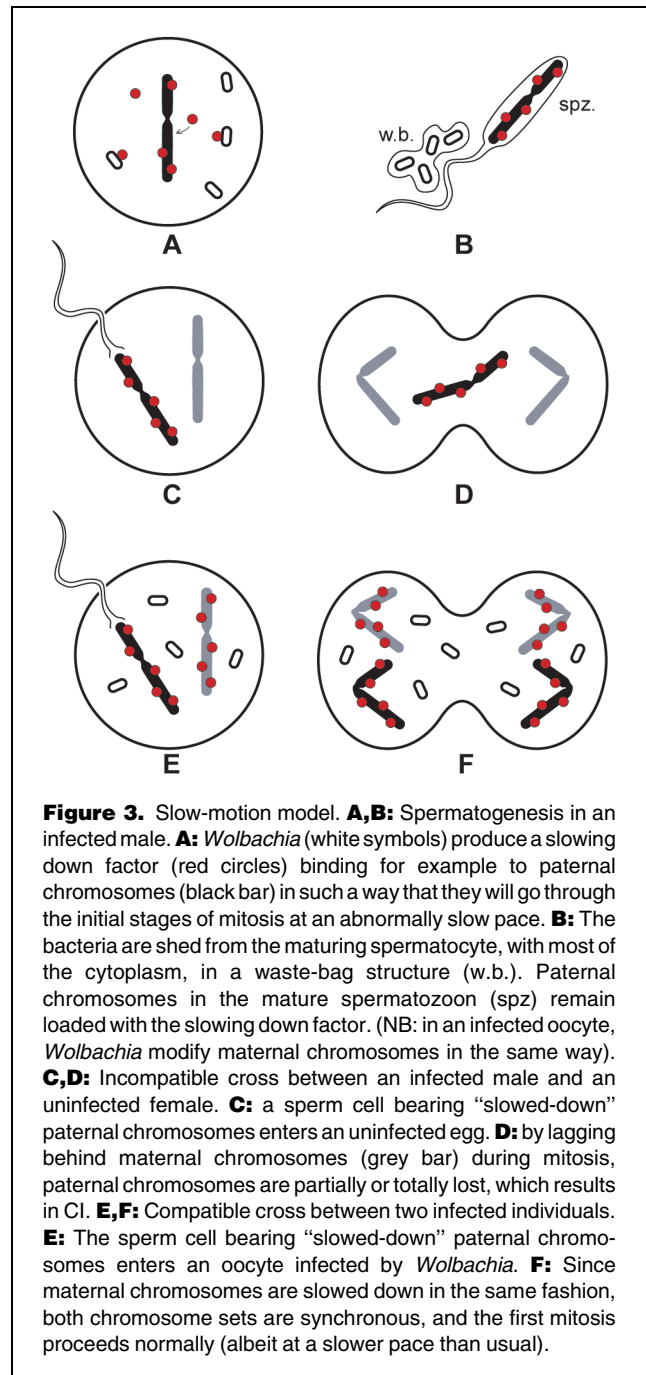 A
w.b.
spz.
B
C
D
E
F
Figure 3. Slow-motion model. A,B: Spermatogenesis in an
infected male. A: Wolbachia (white symbols) produce a slowing
down factor (red circles) binding for example to paternal
chromosomes (black bar) in such a way that they will go through
the initial stages of mitosis at an abnormally slow pace. B: The
bacteria are shed from the maturing spermatocyte, with most of
the cytoplasm, in a waste-bag structure (w.b.). Paternal
chromosomes in the mature spermatozoon (spz) remain
loaded with the slowing down factor. (NB: in an infected oocyte,
Wolbachia modify maternal chromosomes in the same way).
C,D: Incompatible cross between an infected male and an
uninfected female. C: a sperm cell bearing “slowed-down”
paternal chromosomes enters an uninfected egg. D: by lagging
behind maternal chromosomes (grey bar) during mitosis,
paternal chromosomes are partially or totally lost, which results
in CI. E,F: Compatible cross between two infected individuals.
E: The sperm cell bearing “slowed-down” paternal chromo-
somes enters an oocyte infected by Wolbachia. F: Since
maternal chromosomes are slowed down in the same fashion,
both chromosome sets are synchronous, and the first mitosis
proceeds normally (albeit at a slower pace than usual).